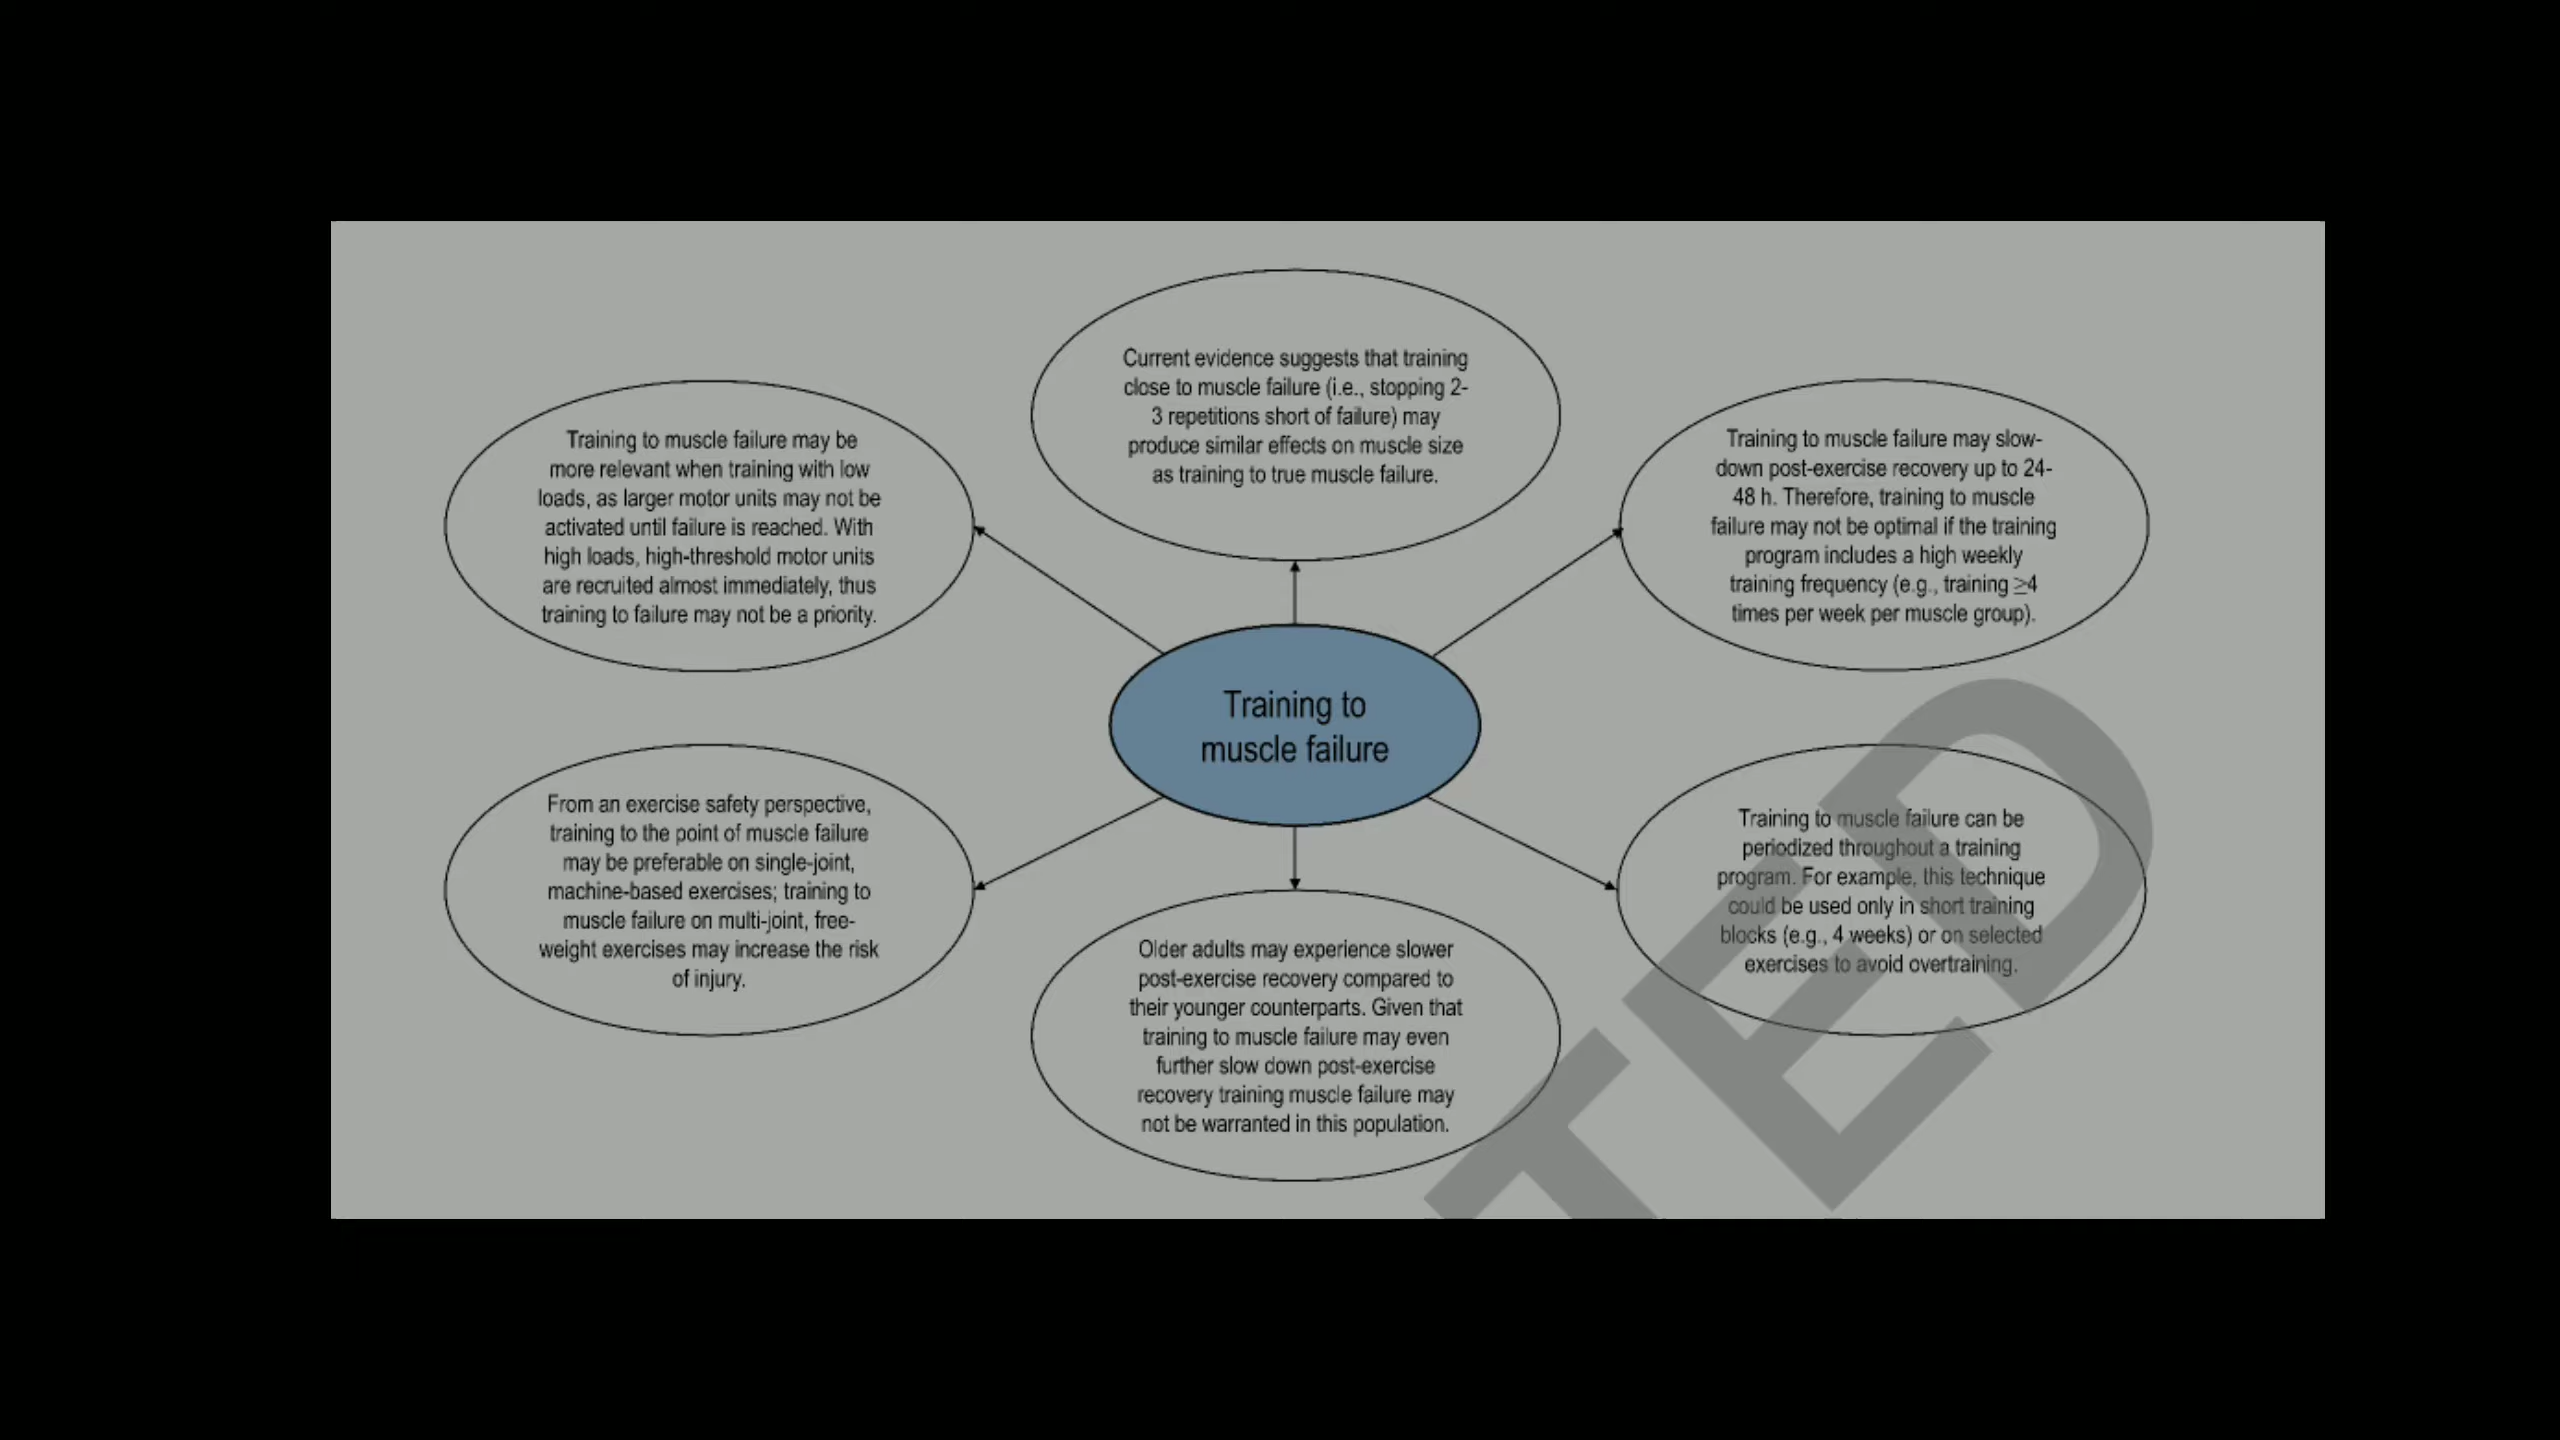 Current evidence suggests that training
close to muscle failure (i.e., stopping 2-
3 repetitions short of failure) may
produce similar effects on muscle size
as training to true muscle failure.
Training to muscle failure may be
more relevant when training with low
loads, as larger motor units may not be
activated until failure is reached. With
high loads, high-threshold motor units
are recruited almost immediately, thus
training to failure may not be a priority.
Training to muscle failure may slow-
down post-exercise recovery up to 24-
48 h. Therefore, training to muscle
failure may not be optimal if the training
program includes a high weekly
training frequency (e.g., training ≥4
times per week per muscle group).
Training to
muscle failure
From an exercise safety perspective,
training to the point of muscle failure
may be preferable on single-joint,
machine-based exercises; training to
muscle failure on multi-joint, free-
weight exercises may increase the risk
of injury.
Training to muscle failure can be
periodized throughout a training
program. For example, this technique
could be used only in short training
blocks (e.g., 4 weeks) or on selected
exercises to avoid overtraining.
Older adults may experience slower
post-exercise recovery compared to
their younger counterparts. Given that
training to muscle failure may even
further slow down post-exercise
recovery training muscle failure may
not be warranted in this population.
TED